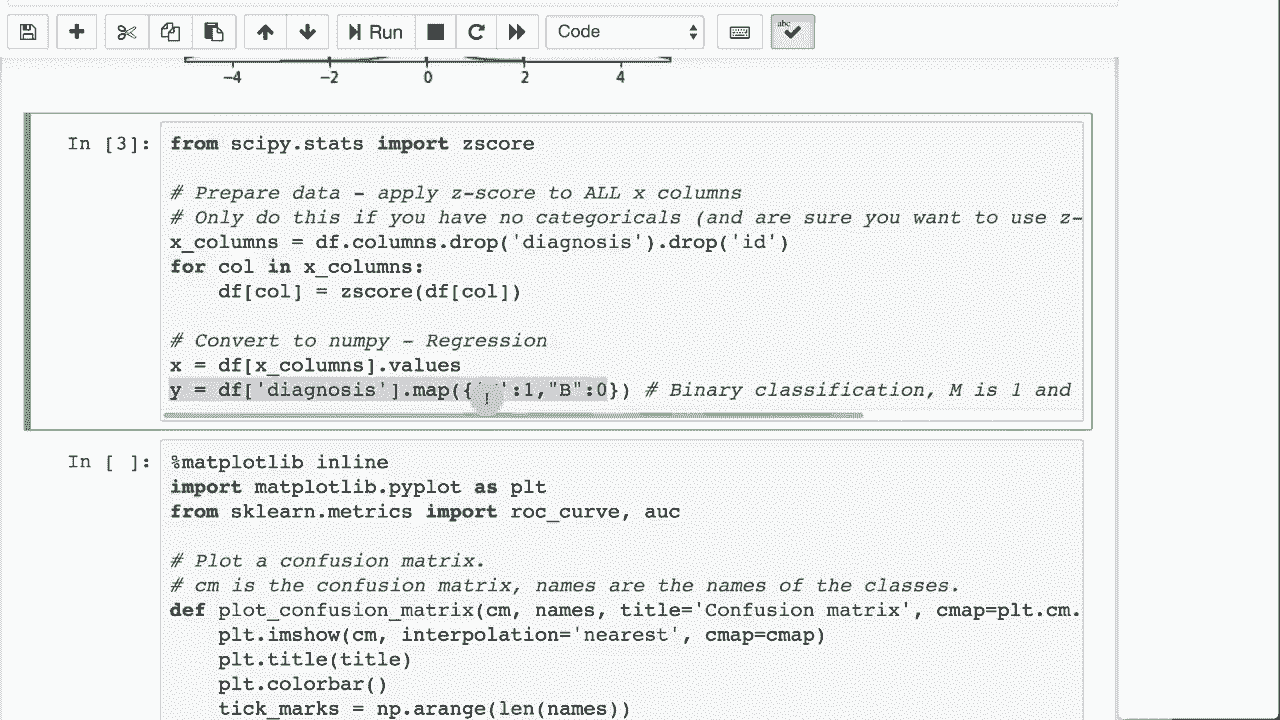 Run
Code
abc
−4 −2 0 2 4
In [3]: from scipy.stats import zscore
# Prepare data - apply z-score to ALL x columns
# Only do this if you have no categoricals (and are sure you want to use z-
x_columns = df.columns.drop('diagnosis').drop('id')
for col in x_columns:
    df[col] = zscore(df[col])
# Convert to numpy - Regression
x = df[x_columns].values
y = df['diagnosis'].map({ ':1,"B":0}) # Binary classification, M is 1 and
In [ ]: %matplotlib inline
import matplotlib.pyplot as plt
from sklearn.metrics import roc_curve, auc
# Plot a confusion matrix.
# cm is the confusion matrix, names are the names of the classes.
def plot_confusion_matrix(cm, names, title='Confusion matrix', cmap=plt.cm.
    plt.imshow(cm, interpolation='nearest', cmap=cmap)
    plt.title(title)
    plt.colorbar()
    tick_marks = np.arange(len(names))